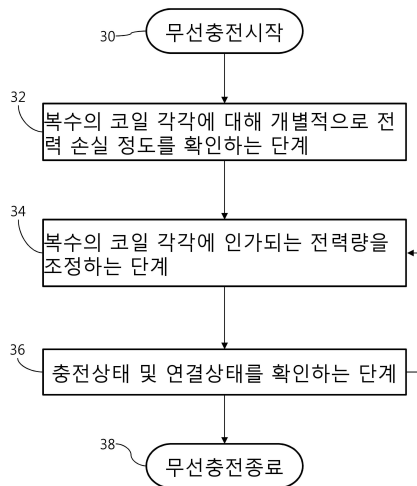 30
무선충전시작
32
복수의 코일 각각에 대해 개별적으로 전
력 손실 정도를 확인하는 단계
34
복수의 코일 각각에 인가되는 전력량을
조정하는 단계
36
충전상태 및 연결상태를 확인하는 단계
38
무선충전종료